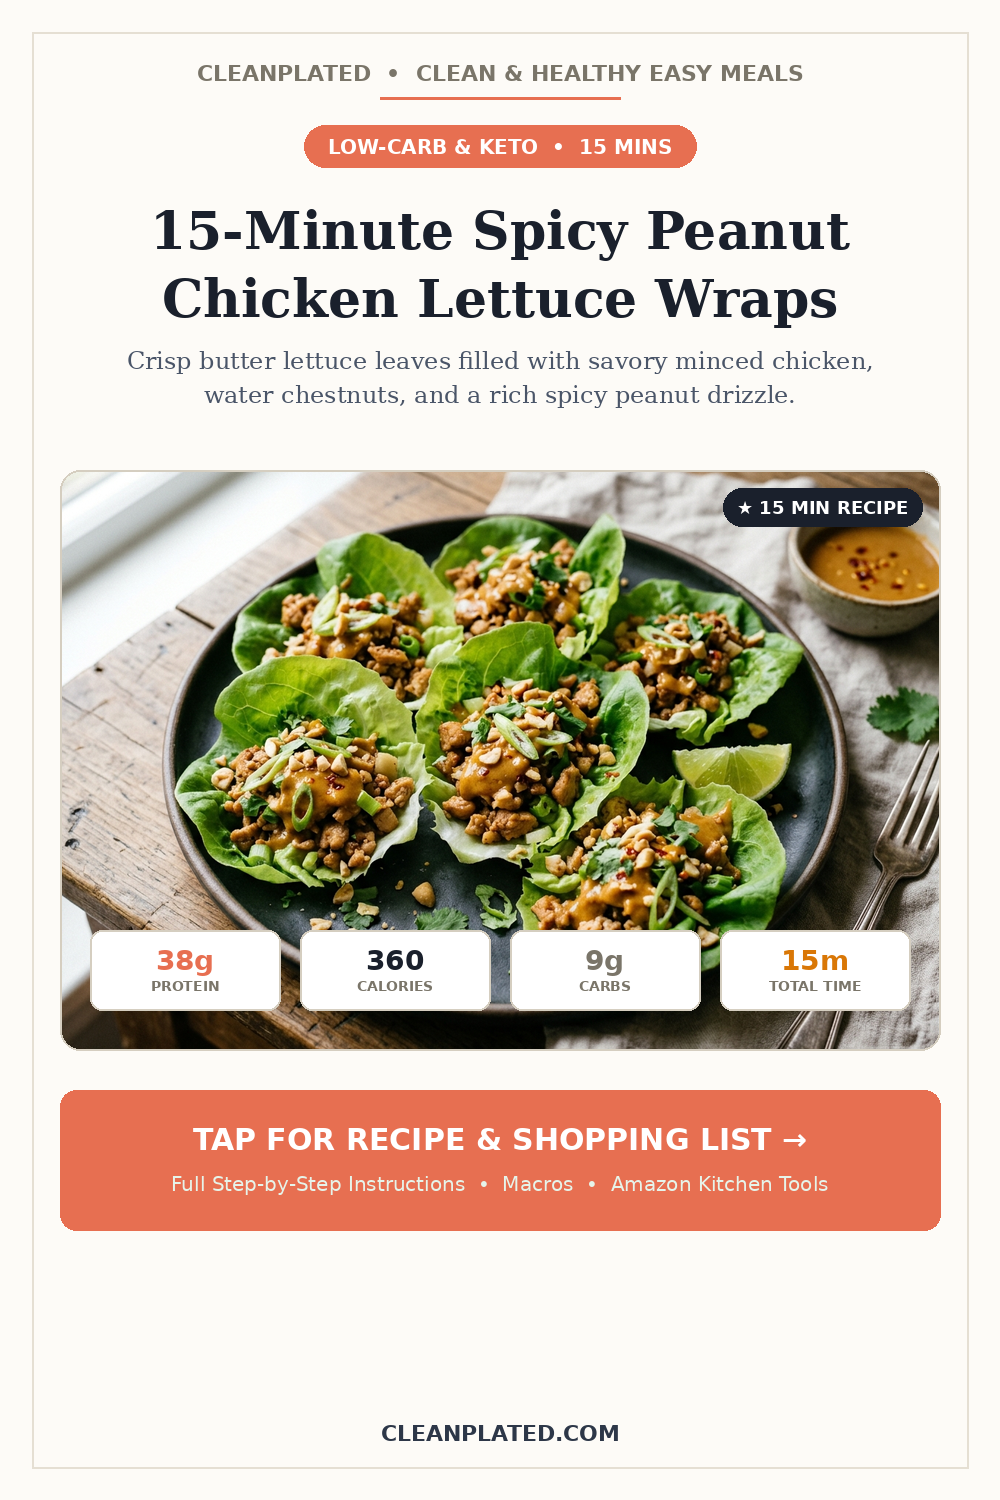 CLEANPLATED • CLEAN & HEALTHY EASY MEALS
LOW-CARB & KETO • 15 MINS
15-Minute Spicy Peanut
Chicken Lettuce Wraps
Crisp butter lettuce leaves filled with savory minced chicken,
water chestnuts, and a rich spicy peanut drizzle.
★ 15 MIN RECIPE
38g
PROTEIN
360
CALORIES
9g
CARBS
15m
TOTAL TIME
TAP FOR RECIPE & SHOPPING LIST →
Full Step-by-Step Instructions • Macros • Amazon Kitchen Tools
CLEANPLATED.COM